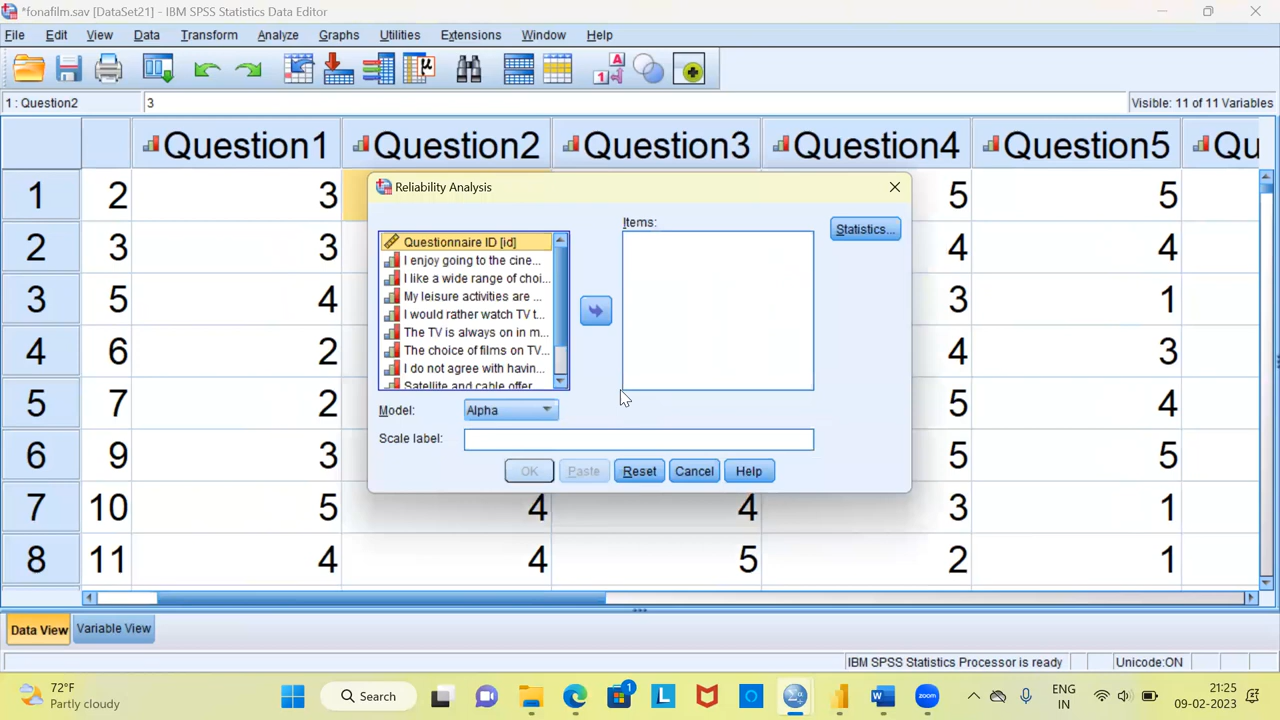 *fonafilm.sav [DataSet21] - IBM SPSS Statistics Data Editor
File Edit View Data Transform Analyze Graphs Utilities Extensions Window Help
1 : Question2 3 Visible: 11 of 11 Variables
Question1 Question2 Question3 Question4 Question5 Qu
1 2 3 5 5
2 3 3 4 4
3 5 4 3 1
4 6 2 4 3
5 7 2 5 4
6 9 3 5 5
7 10 5 4 4 3 1
8 11 4 4 5 2 1
Reliability Analysis
Items:
Statistics...
Questionnaire ID [id]
I enjoy going to the cine...
I like a wide range of choi...
My leisure activities are ...
I would rather watch TV t...
The TV is always on in m...
The choice of films on TV...
I do not agree with havin...
Satellite and cable offer
Model: Alpha
Scale label:
OK Paste Reset Cancel Help
Data View Variable View
IBM SPSS Statistics Processor is ready Unicode:ON
72°F
Partly cloudy
Search
1
ENG
IN
21:25
09-02-2023